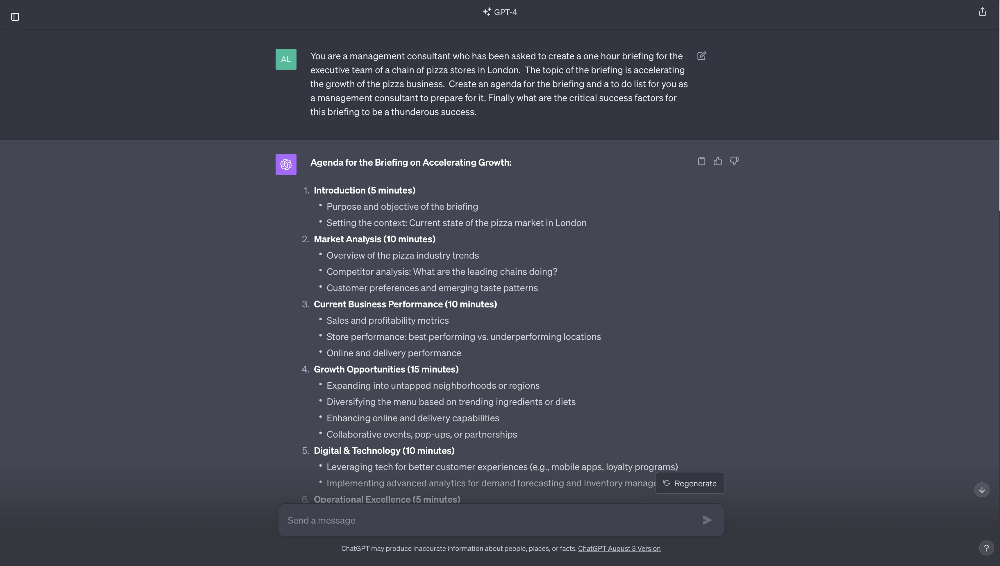 GPT-4
AL
You are a management consultant who has been asked to create a one hour briefing for the
executive team of a chain of pizza stores in London.  The topic of the briefing is accelerating
the growth of the pizza business.  Create an agenda for the briefing and a to do list for you as
a management consultant to prepare for it. Finally what are the critical success factors for
this briefing to be a thunderous success.
Agenda for the Briefing on Accelerating Growth:
1. Introduction (5 minutes)
• Purpose and objective of the briefing
• Setting the context: Current state of the pizza market in London
2. Market Analysis (10 minutes)
• Overview of the pizza industry trends
• Competitor analysis: What are the leading chains doing?
• Customer preferences and emerging taste patterns
3. Current Business Performance (10 minutes)
• Sales and profitability metrics
• Store performance: best performing vs. underperforming locations
• Online and delivery performance
4. Growth Opportunities (15 minutes)
• Expanding into untapped neighborhoods or regions
• Diversifying the menu based on trending ingredients or diets
• Enhancing online and delivery capabilities
• Collaborative events, pop-ups, or partnerships
5. Digital & Technology (10 minutes)
• Leveraging tech for better customer experiences (e.g., mobile apps, loyalty programs)
• Implementing advanced analytics for demand forecasting and inventory manage
Regenerate
6. Operational Excellence (5 minutes)
Send a message
ChatGPT may produce inaccurate information about people, places, or facts. ChatGPT August 3 Version
?